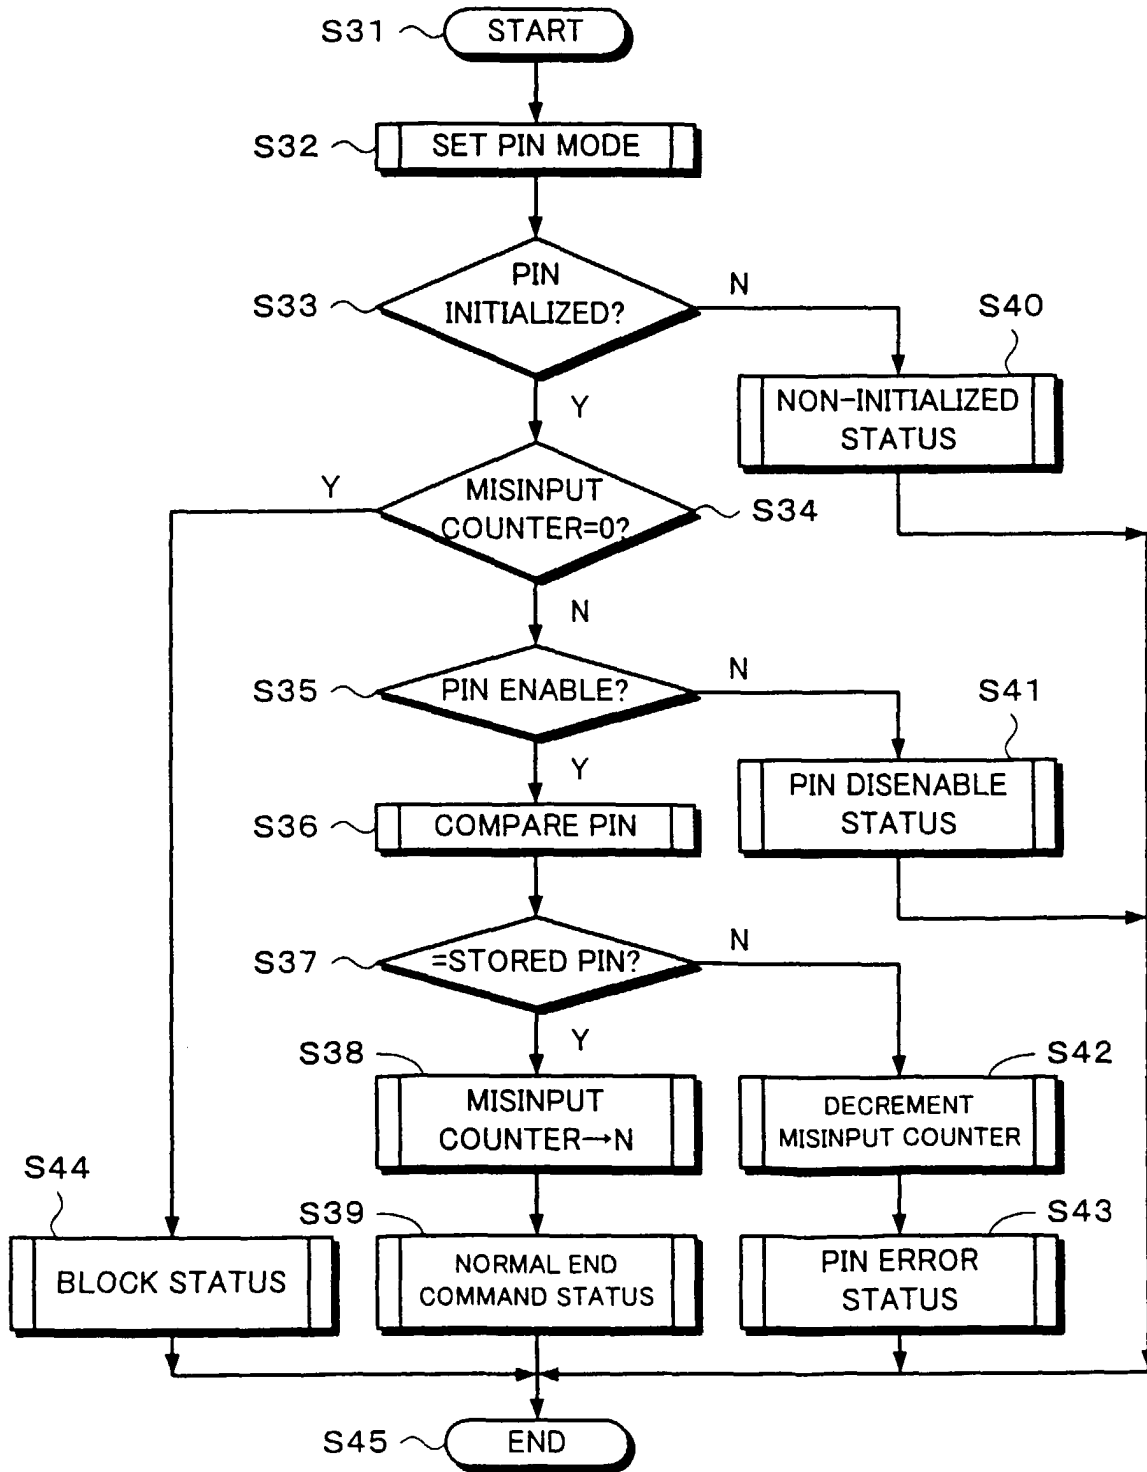 S31
START
S32
SET PIN MODE
S33
PIN
INITIALIZED?
N
S40
NON-INITIALIZED
STATUS
Y
Y
MISINPUT
COUNTER=0?
S34
N
S35
PIN ENABLE?
N
S41
PIN DISENABLE
STATUS
Y
S36
COMPARE PIN
S37
=STORED PIN?
N
Y
S38
MISINPUT
COUNTER→N
S42
DECREMENT
MISINPUT COUNTER
S44
BLOCK STATUS
S39
NORMAL END
COMMAND STATUS
S43
PIN ERROR
STATUS
S45
END